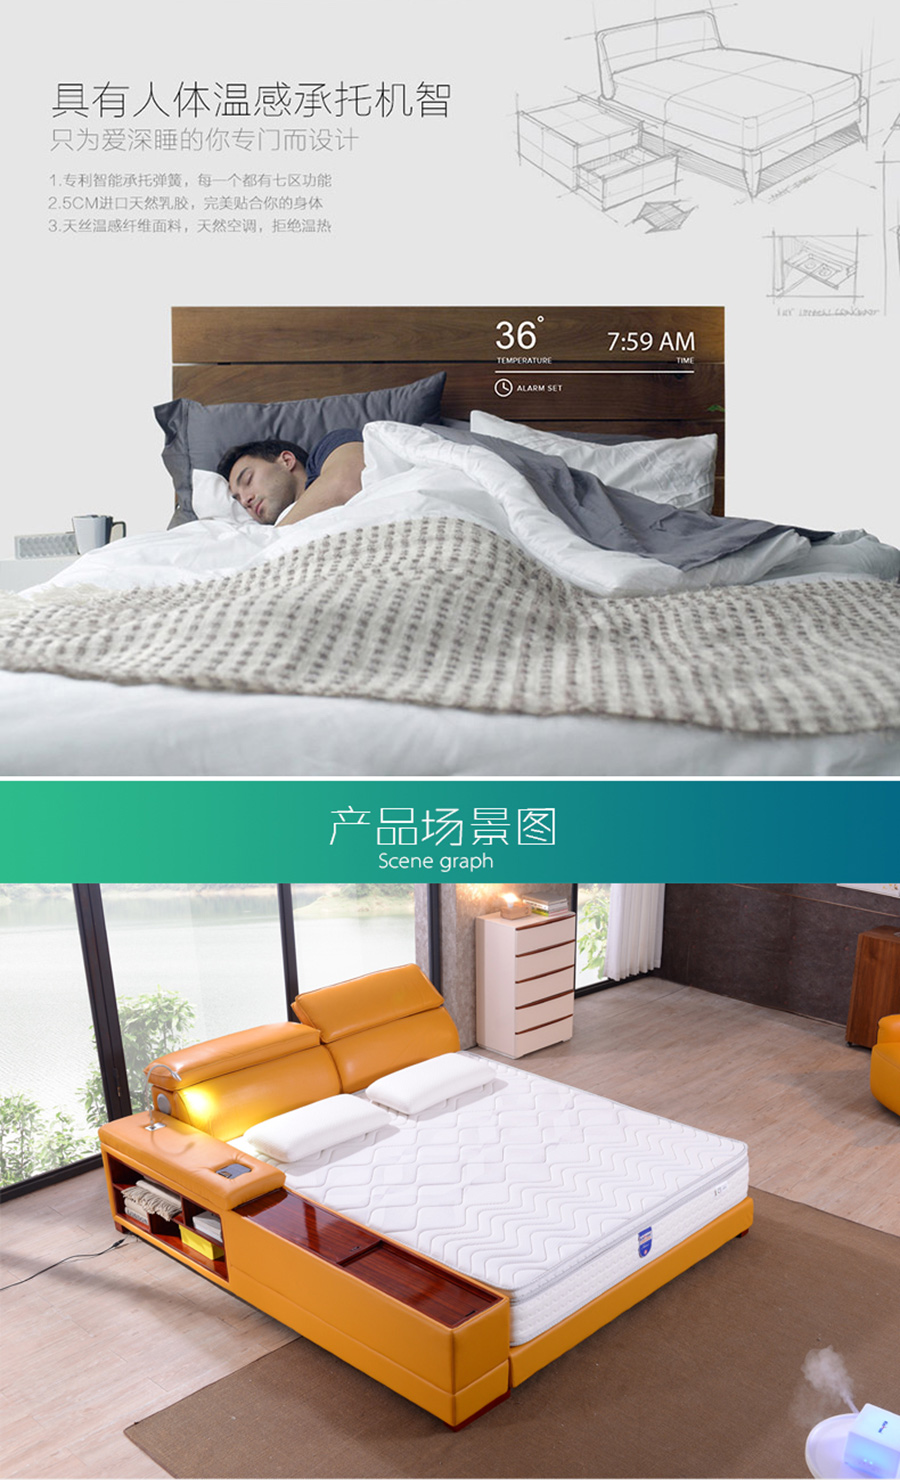 具有人体温感承托机智
只为爱深睡的你专门而设计
1.专利智能承托弹簧，每一个都有七区功能
2.5CM进口天然乳胶，完美贴合你的身体
3.天丝温感纤维面料，天然空调，拒绝温热
36° 7:59 AM
TEMPERATURE TIME
ALARM SET
产品场景图
Scene graph